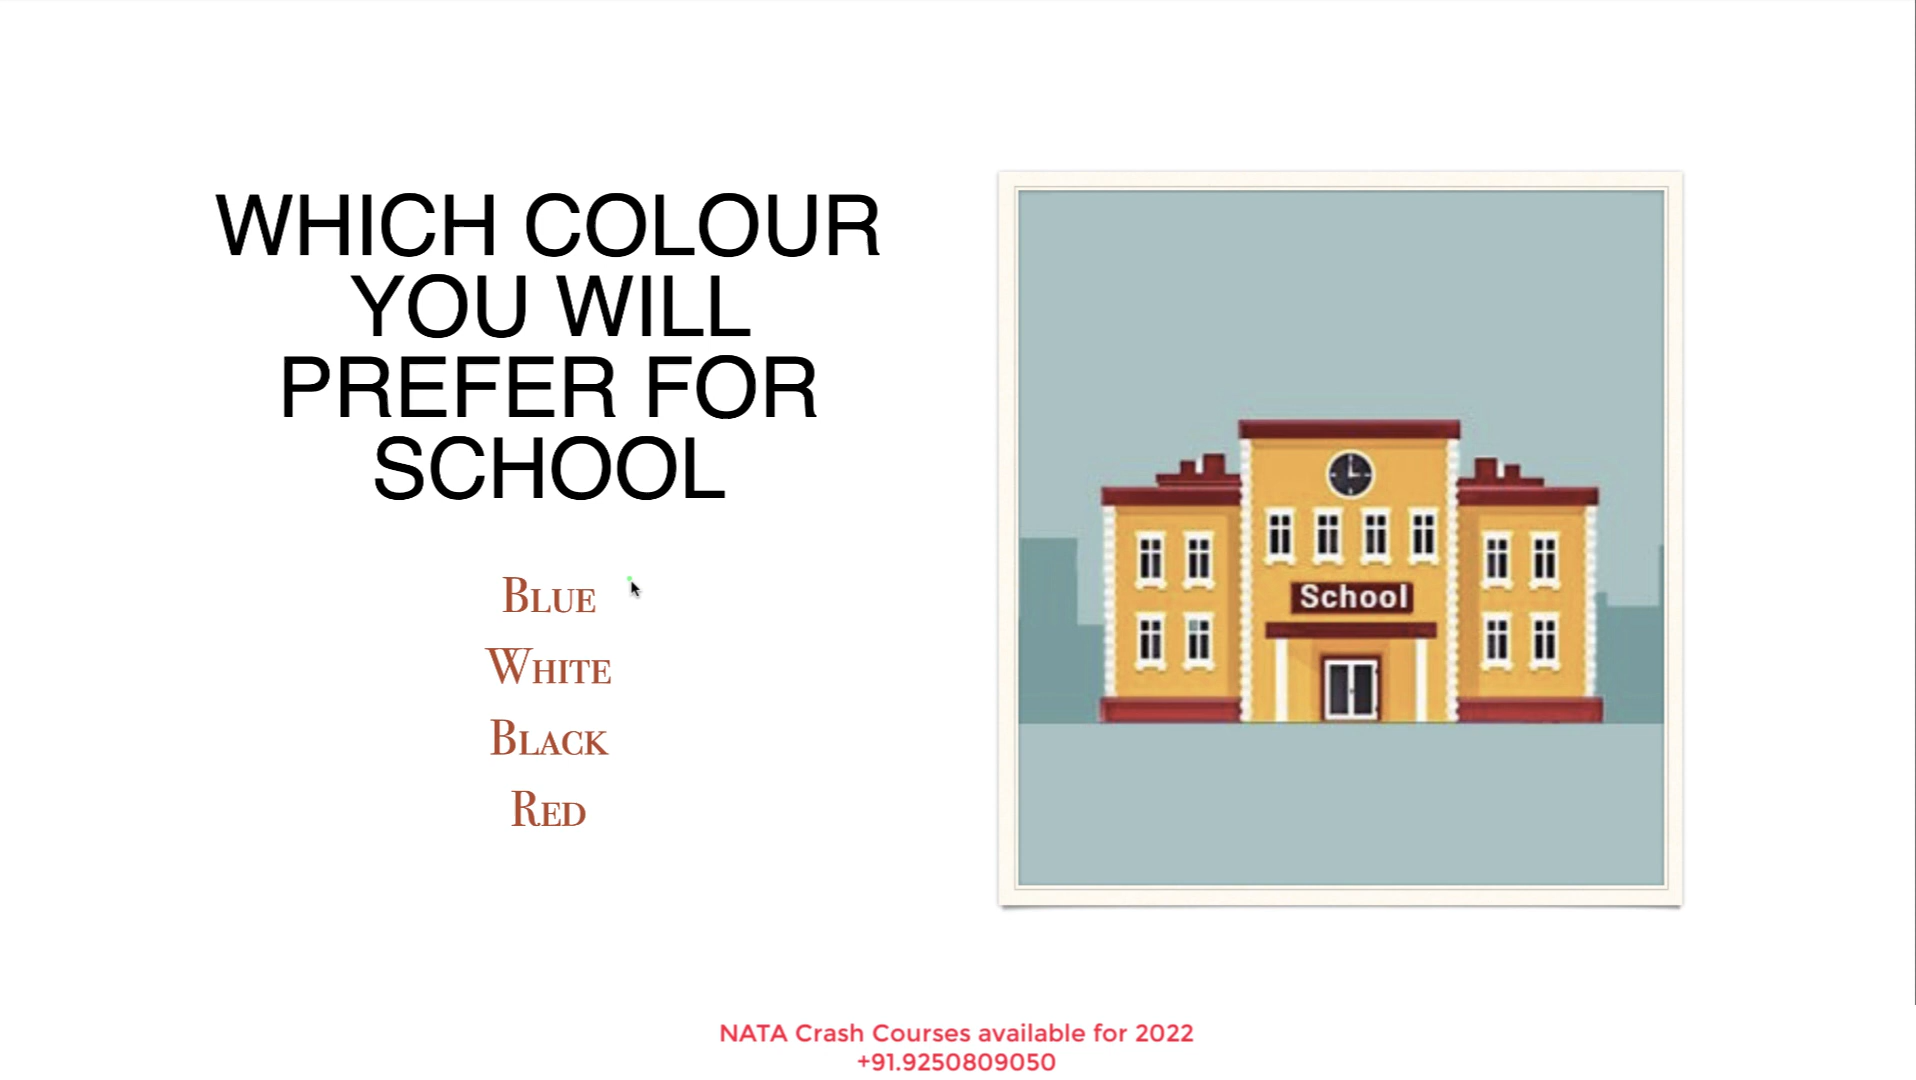 WHICH COLOUR
YOU WILL
PREFER FOR
SCHOOL
Blue
White
Black
Red
School
NATA Crash Courses available for 2022
+91.9250809050